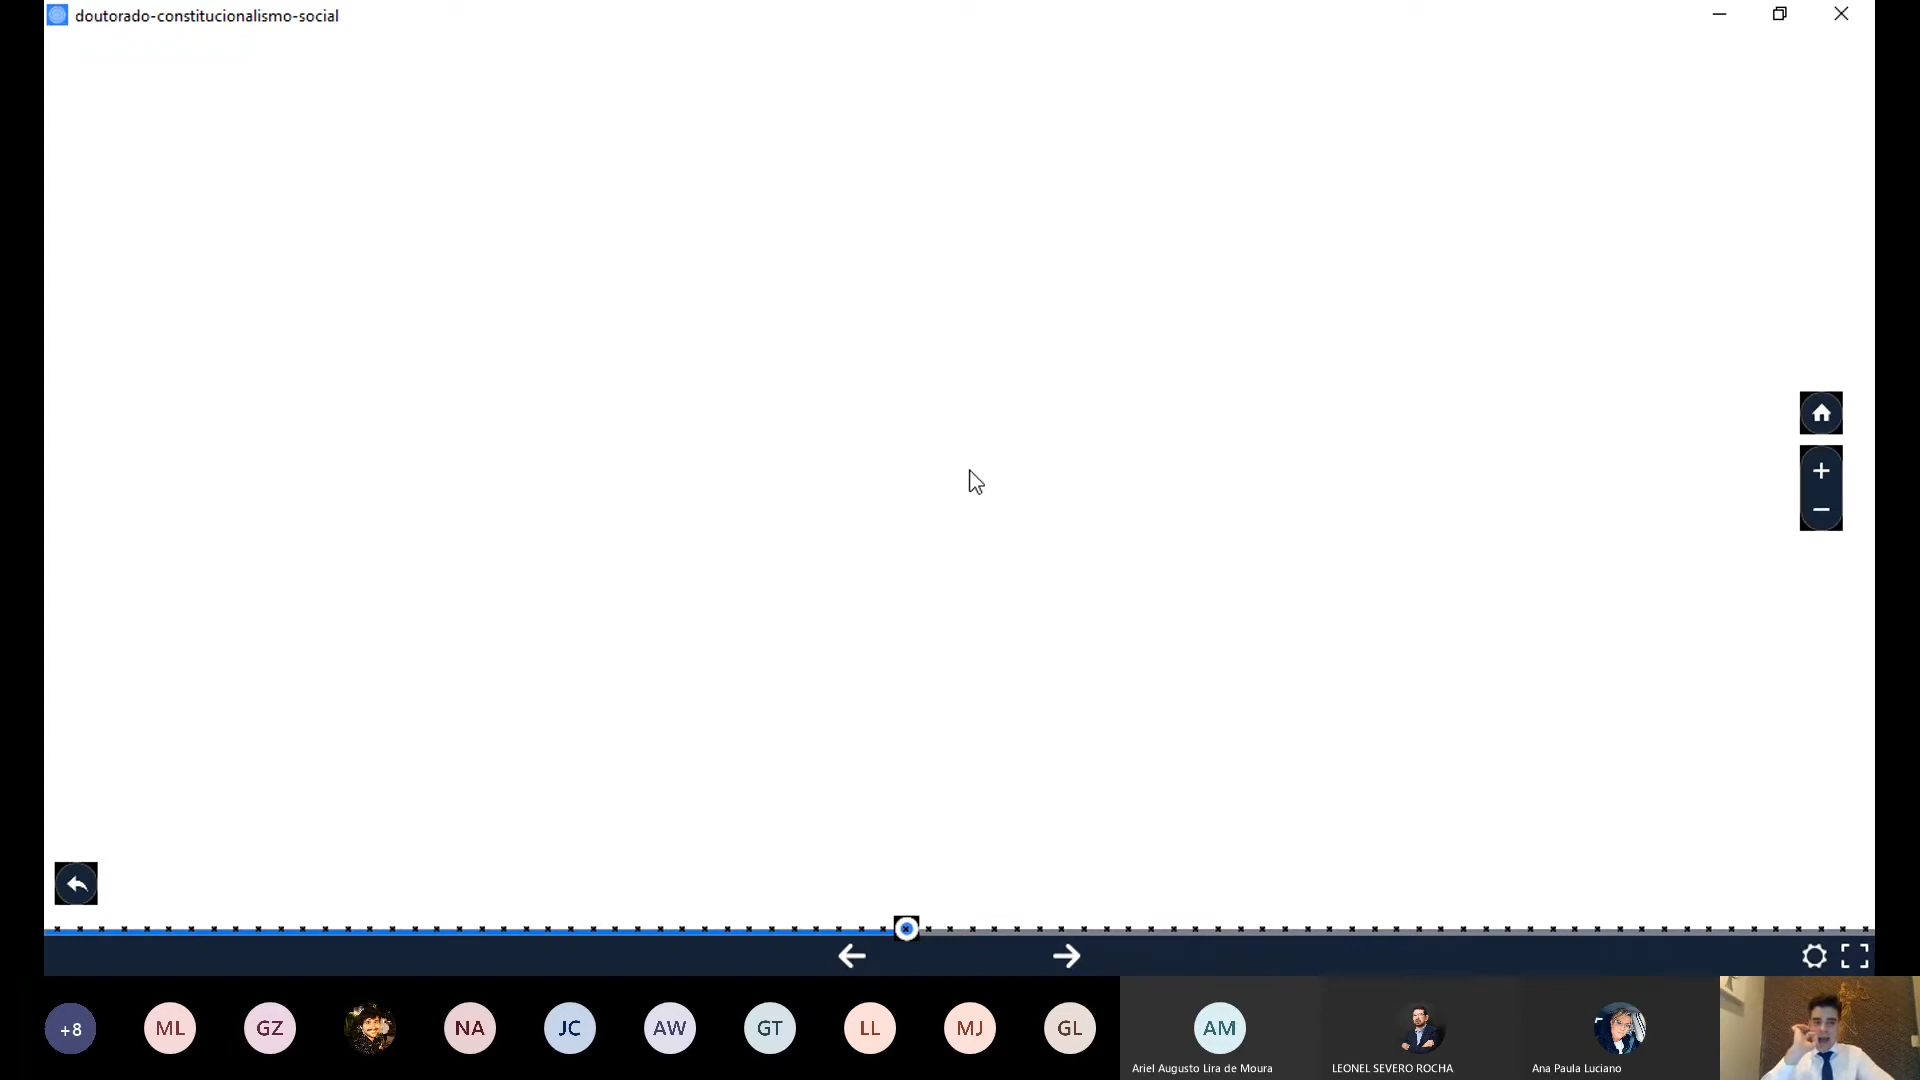 doutorado-constitucionalismo-social
+8
ML
GZ
NA
JC
AW
GT
LL
MJ
GL
AM
Ariel Augusto Lira de Moura
LEONEL SEVERO ROCHA
Ana Paula Luciano